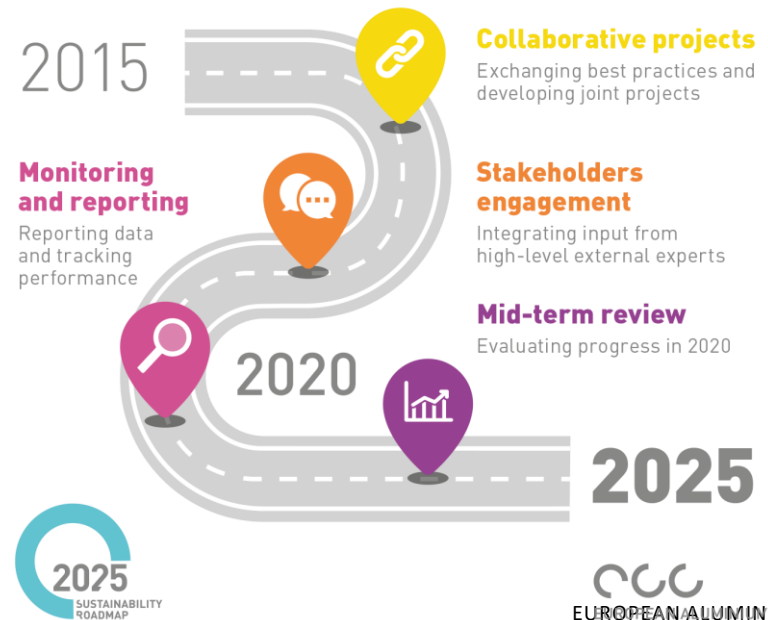 2015
Collaborative projects
Exchanging best practices and
developing joint projects
Monitoring
and reporting
Reporting data
and tracking
performance
Stakeholders
engagement
Integrating input from
high-level external experts
Mid-term review
Evaluating progress in 2020
2020
2025
2025
SUSTAINABILITY
ROADMAP
EUROPEAN ALUMIN